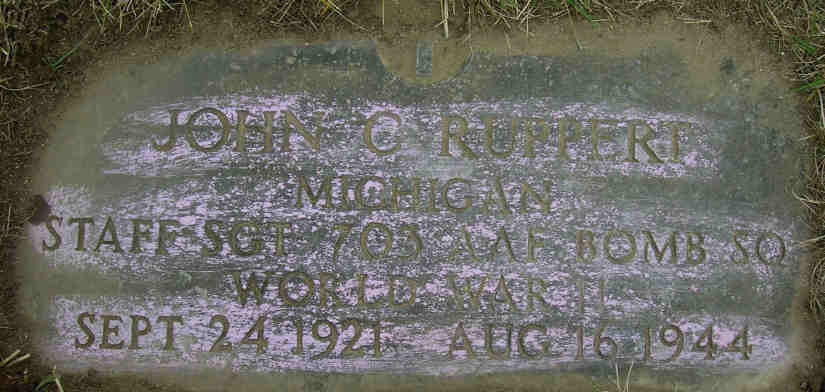 JOHN C RUPPERT
MICHIGAN
STAFF SGT 703 AAF BOMB SQ
WORLD WAR II
SEPT 24 1921 AUG 16 1944